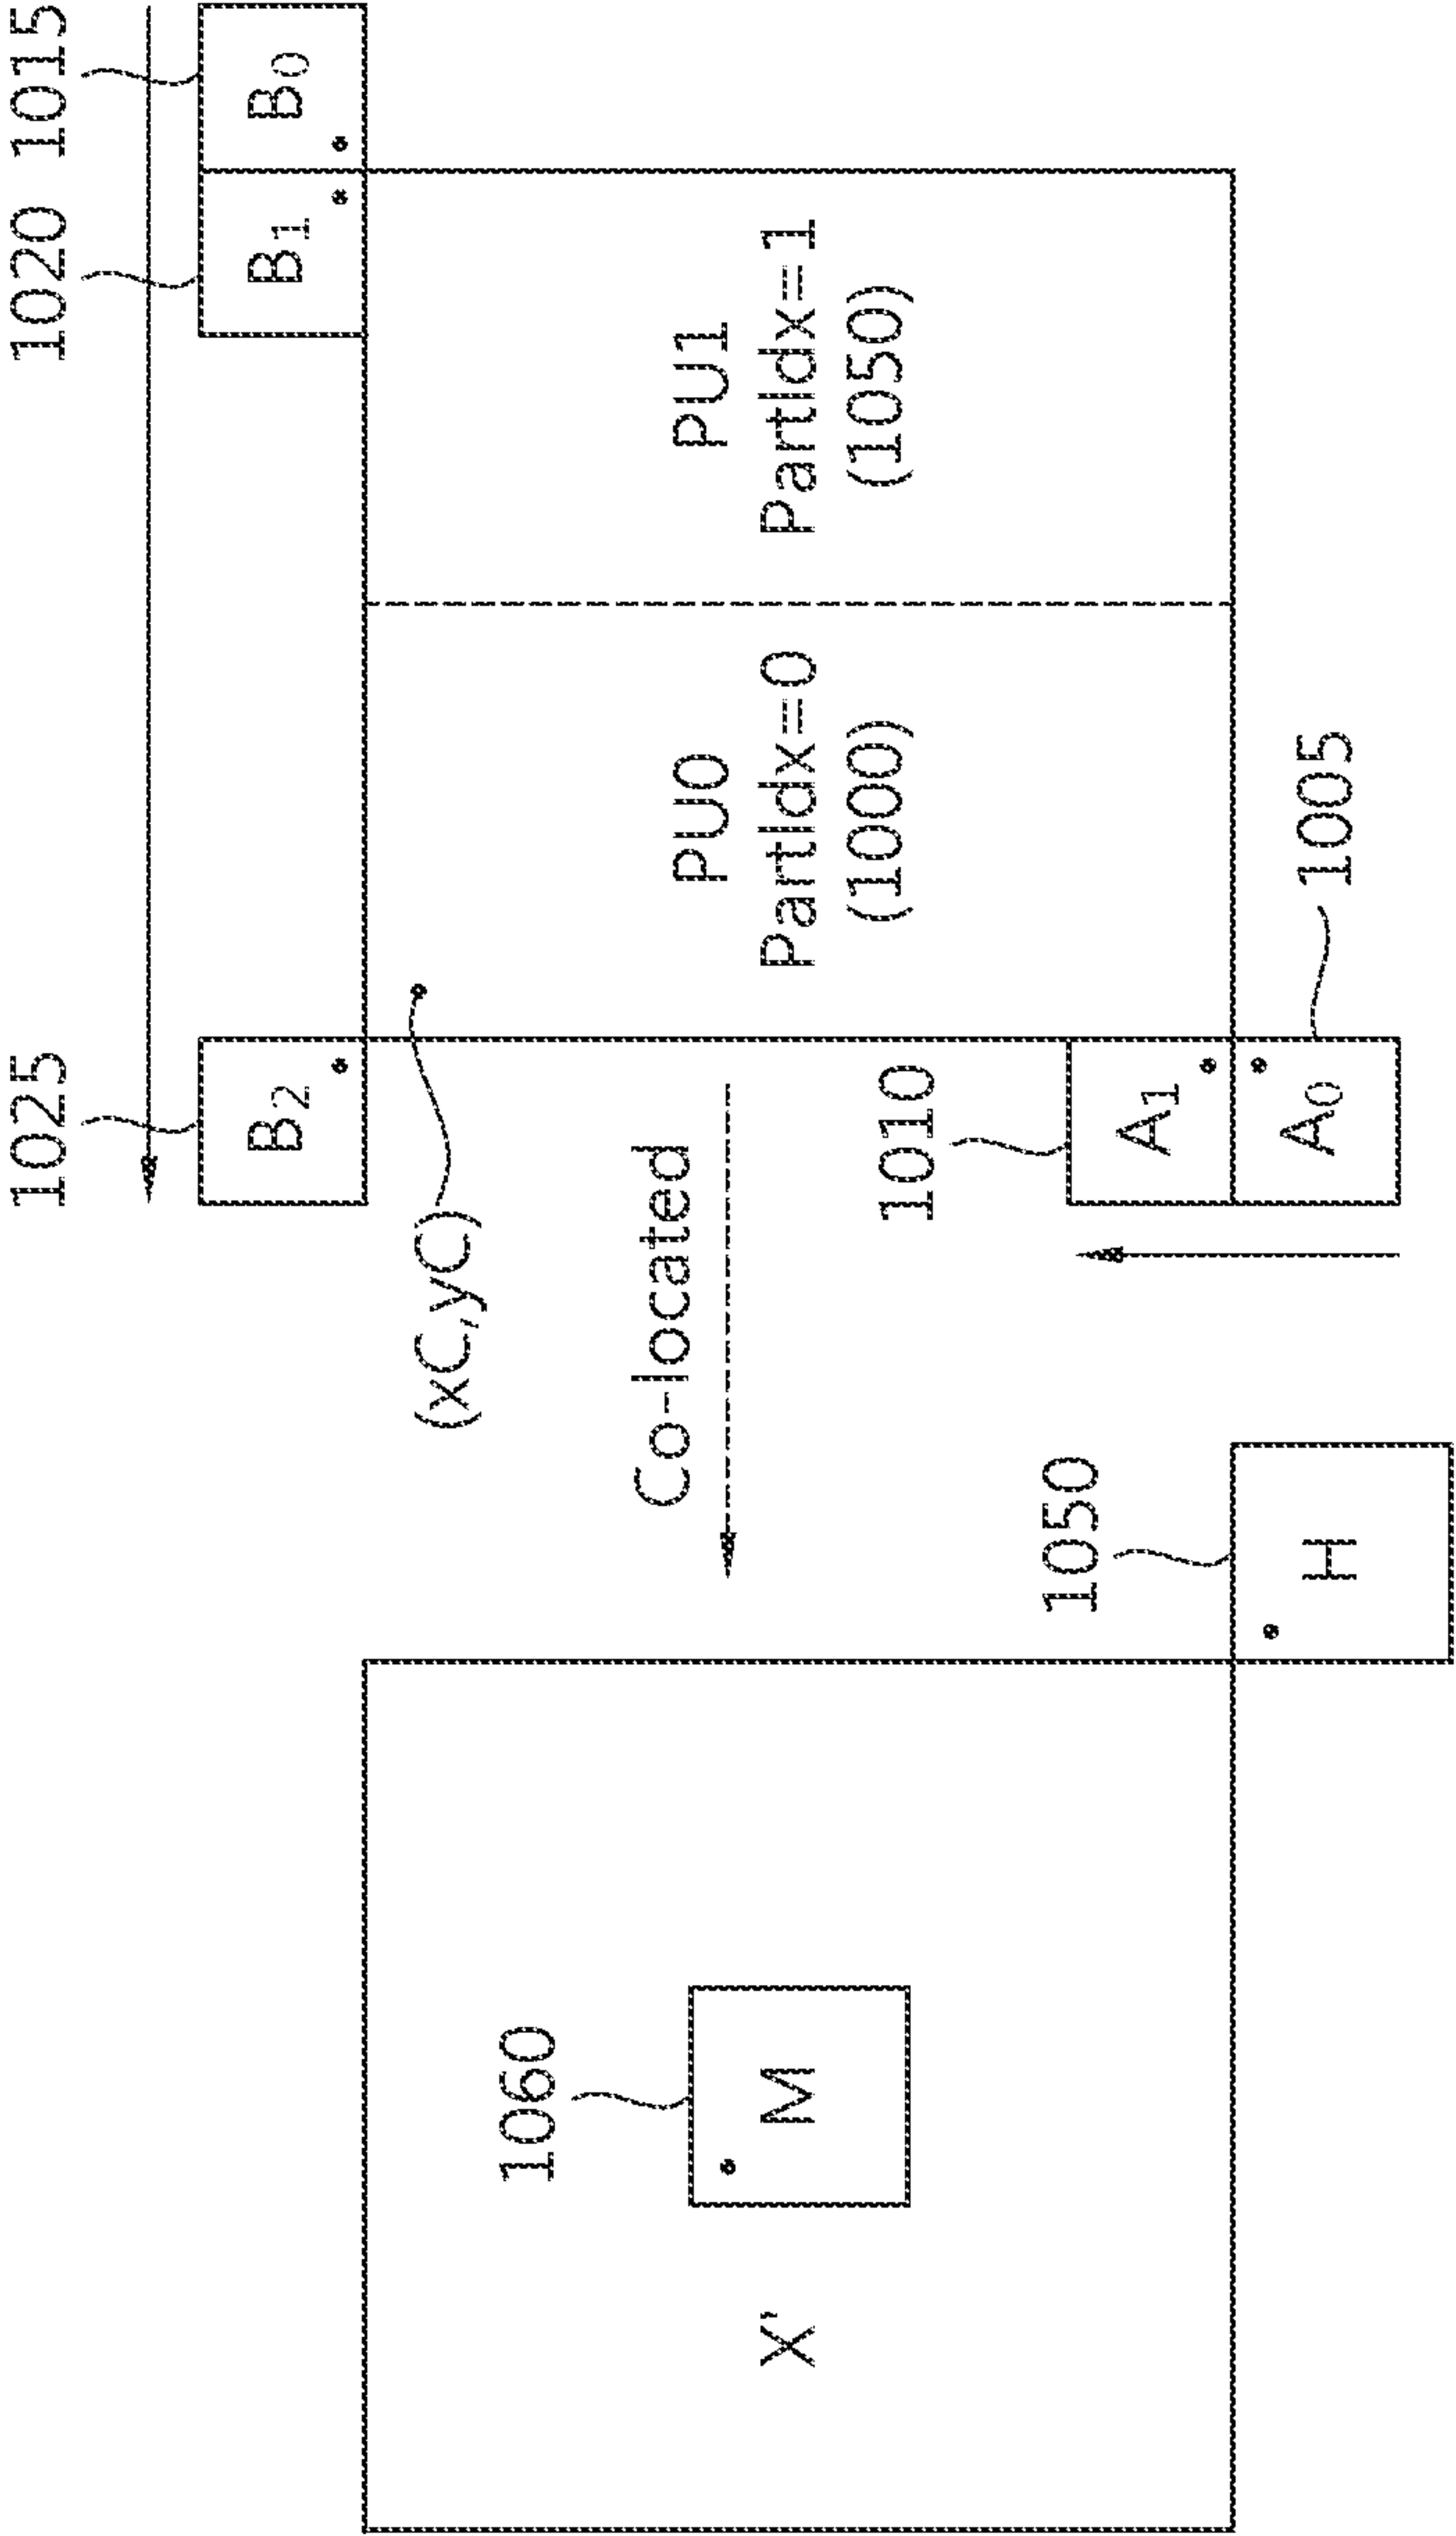 1025
1020
1015
B2
B1
B0
(xC,yC)
1060
Co-located
PU0
PartIdx=0
(1000)
PU1
PartIdx=1
(1050)
X'
M
1010
1050
A1
H
A0
1005